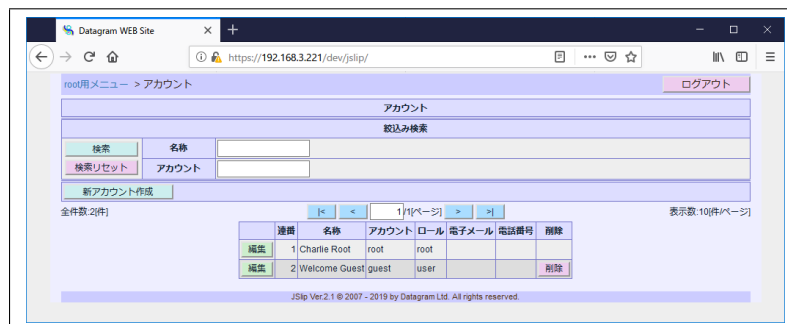 Datagram WEB Site
https://192.168.3.221/dev/jslip/
root用メニュー > アカウント
ログアウト
アカウント
絞込み検索
検索 名称
検索リセット アカウント
新アカウント作成
全件数:2[件] |< < 1/1[ページ] > >| 表示数:10[件/ページ]
連番 名称 アカウント ロール 電子メール 電話番号 削除
編集 1 Charlie Root root root
編集 2 Welcome Guest guest user 削除
JSlip Ver.2.1 © 2007 - 2019 by Datagram Ltd. All rights reserved.